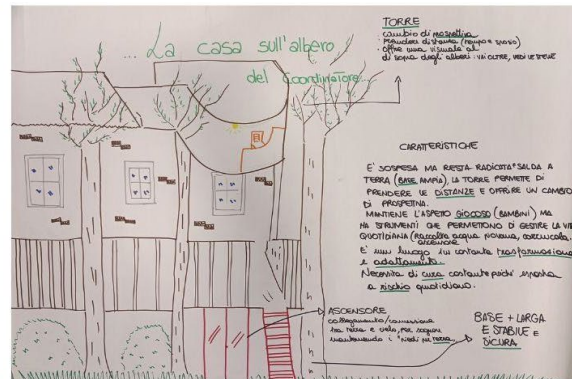 ... La casa sull'albero
del coordinatore...
TORRE
cambio di prospettiva
prendersi distanza (tempo e spazio)
offre una visuale al
di sopra degli alberi . VAI OLTRE, VEDI LE STELLE
CARATTERISTICHE
E' SOSPESA MA RESTA RADICATA E SALDA A
TERRA (BASE AMPIA), LA TORRE PERMETTE DI
PRENDERE LE DISTANZE E OFFRIRE UN CAMBIO
DI PROSPETTIVA.
MANTIENE L'ASPETTO GIOCOSO (BAMBINI) MA
HA STRUMENTI CHE PERMETTONO DI GESTIRE LA VITA
QUOTIDIANA (raccolta acqua piovana,
ascensore
E' un luogo in costante trasformazione
e adattamento.
Necessita di cura costante poiché esposta
a rischio quotidiano.
ASCENSORE
collegamento/connessione
tra terra e cielo, per sognare
mantenendo i "piedi per terra"
BASE + LARGA
E STABILE E
SICURA